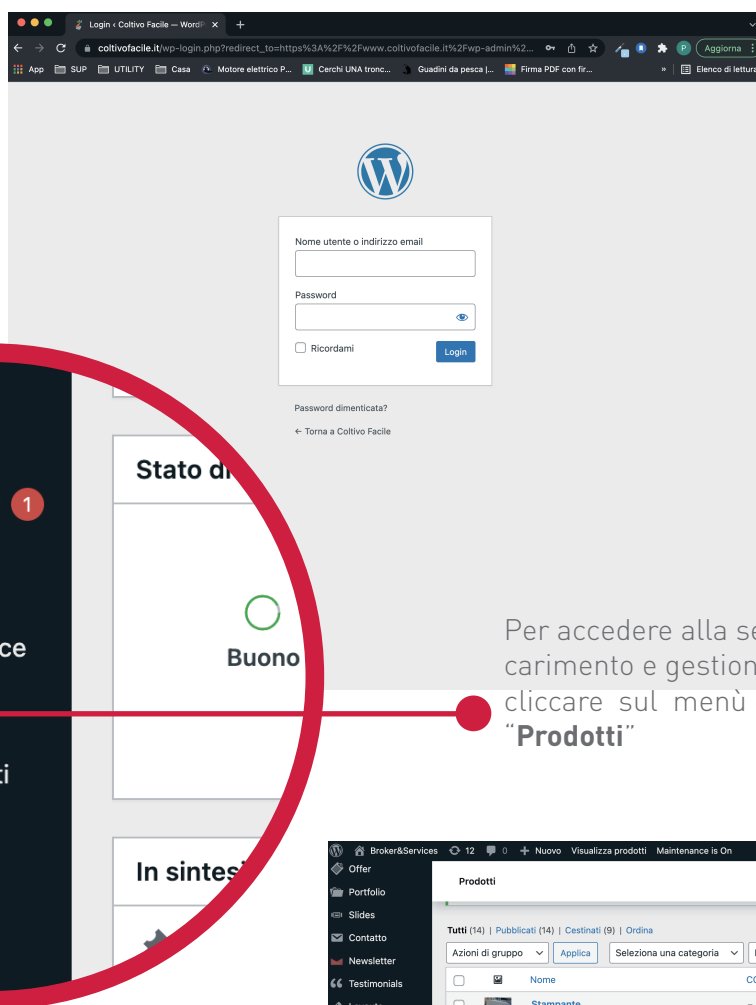 Login ‹ Coltivo Facile — WordP
coltivofacile.it/wp-login.php?redirect_to=https%3A%2F%2Fwww.coltivofacile.it%2Fwp-admin%2...
P
Aggiorna
App SUP UTILITY Casa Motore elettrico P... Cerchi UNA tronc... Guadini da pesca |... Firma PDF con fir... » Elenco di lettura
Nome utente o indirizzo email
Password
Ricordami
Login
Password dimenticata?
← Torna a Coltivo Facile
Stato di
1
Buono
ce
ti
In sintesi
Per accedere alla se
carimento e gestion
cliccare sul menù
“Prodotti”
Broker&Services 12 0 + Nuovo Visualizza prodotti Maintenance is On
Offer
Portfolio
Slides
Contatto
Newsletter
Testimonials
Prodotti
Tutti (14) | Pubblicati (14) | Cestinati (9) | Ordina
Azioni di gruppo Applica Seleziona una categoria
Nome
Stampante